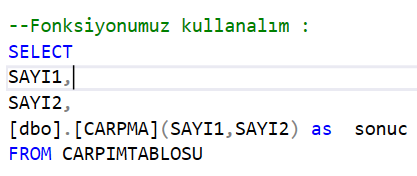 --Fonksiyonumuz kullanalım :
SELECT
SAYI1,
SAYI2,
[dbo].[CARPMA](SAYI1,SAYI2) as  sonuc
FROM CARPIMTABLOSU